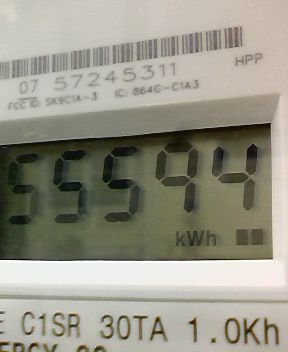 HPP
07 57245311
FCC ID: SK9C1A-3 IC: 864G-C1A3
55594
kWh
E C1SR 30TA 1.0Kh